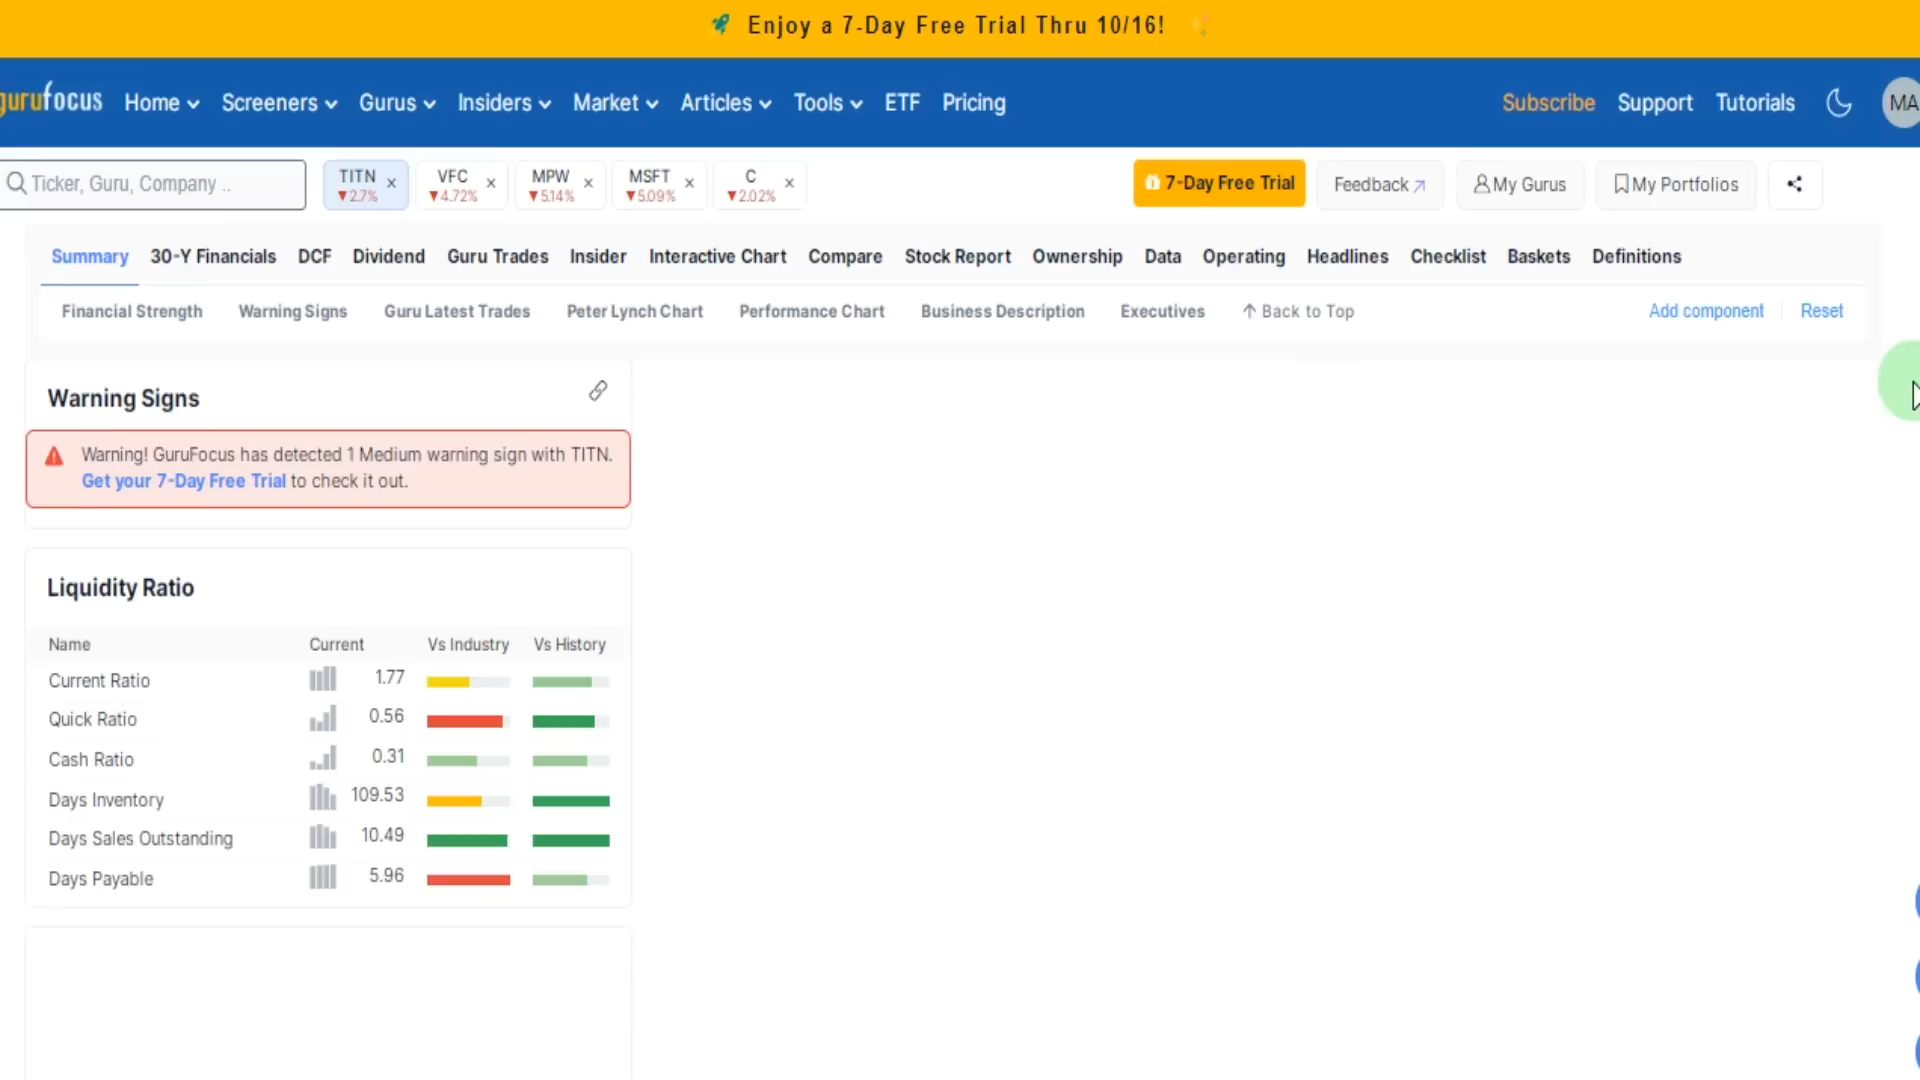 Enjoy a 7-Day Free Trial Thru 10/16!
gurufocus Home Screeners Gurus Insiders Market Articles Tools ETF Pricing Subscribe Support Tutorials MA
Ticker, Guru, Company .. TITN × VFC × MPW × MSFT × C × 7-Day Free Trial Feedback My Gurus My Portfolios
▼2.7% ▼4.72% ▼5.14% ▼5.09% ▼2.02%
Summary 30-Y Financials DCF Dividend Guru Trades Insider Interactive Chart Compare Stock Report Ownership Data Operating Headlines Checklist Baskets Definitions
Financial Strength Warning Signs Guru Latest Trades Peter Lynch Chart Performance Chart Business Description Executives ↑ Back to Top Add component Reset
Warning Signs
Warning! GuruFocus has detected 1 Medium warning sign with TITN.
Get your 7-Day Free Trial to check it out.
Liquidity Ratio
Name Current Vs Industry Vs History
Current Ratio 1.77
Quick Ratio 0.56
Cash Ratio 0.31
Days Inventory 109.53
Days Sales Outstanding 10.49
Days Payable 5.96